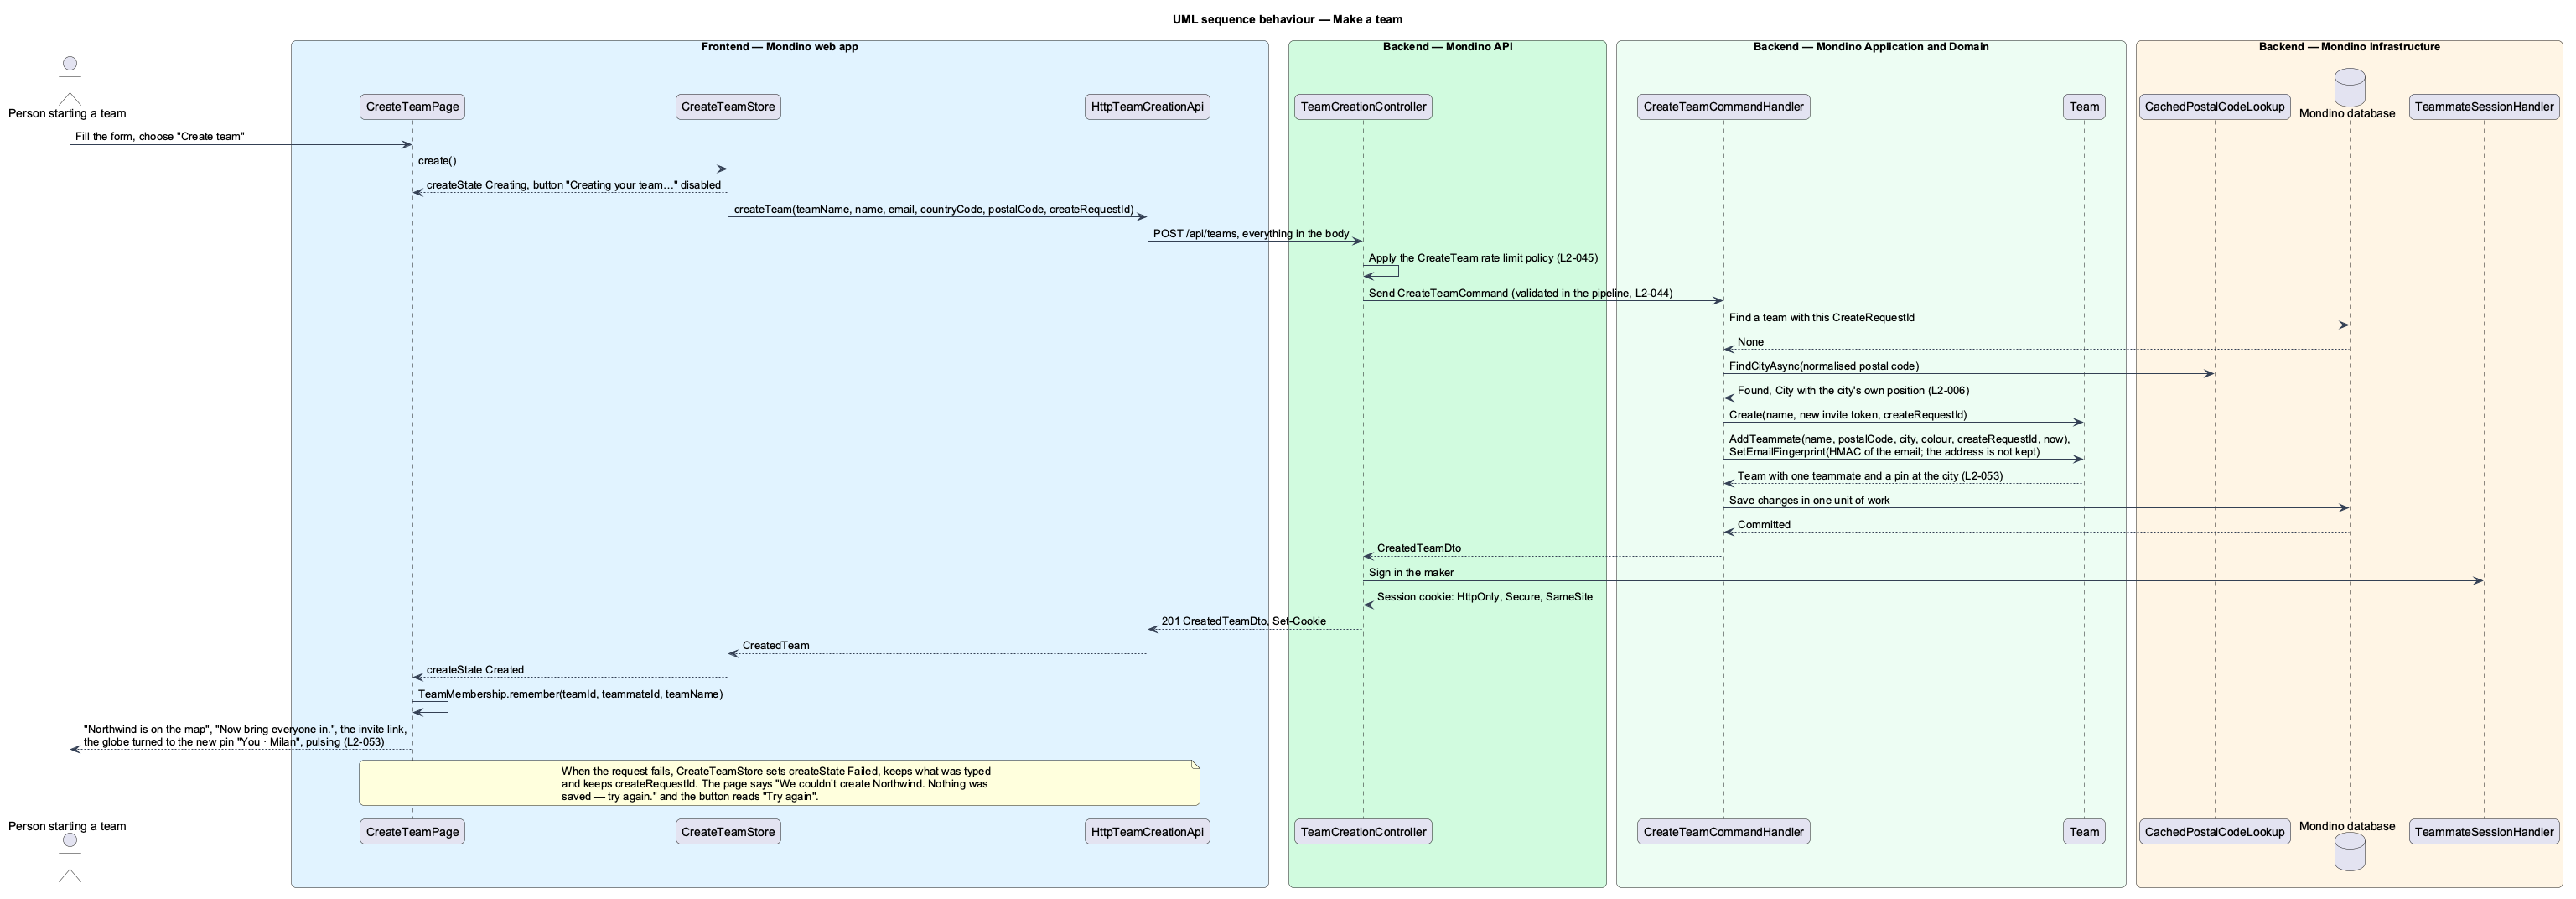 UML sequence behaviour — Make a team
Frontend — Mondino web app
Backend — Mondino API
Backend — Mondino Application and Domain
Backend — Mondino Infrastructure
Person starting a team
CreateTeamPage
CreateTeamStore
HttpTeamCreationApi
TeamCreationController
CreateTeamCommandHandler
Team
CachedPostalCodeLookup
Mondino database
TeammateSessionHandler
Fill the form, choose "Create team"
create()
createState Creating, button "Creating your team…" disabled
createTeam(teamName, name, email, countryCode, postalCode, createRequestId)
POST /api/teams, everything in the body
Apply the CreateTeam rate limit policy (L2-045)
Send CreateTeamCommand (validated in the pipeline, L2-044)
Find a team with this CreateRequestId
None
FindCityAsync(normalised postal code)
Found, City with the city's own position (L2-006)
Create(name, new invite token, createRequestId)
AddTeammate(name, postalCode, city, colour, createRequestId, now),
SetEmailFingerprint(HMAC of the email; the address is not kept)
Team with one teammate and a pin at the city (L2-053)
Save changes in one unit of work
Committed
CreatedTeamDto
Sign in the maker
Session cookie: HttpOnly, Secure, SameSite
201 CreatedTeamDto, Set-Cookie
CreatedTeam
createState Created
TeamMembership.remember(teamId, teammateId, teamName)
"Northwind is on the map", "Now bring everyone in.", the invite link,
the globe turned to the new pin "You · Milan", pulsing (L2-053)
When the request fails, CreateTeamStore sets createState Failed, keeps what was typed
and keeps createRequestId. The page says "We couldn't create Northwind. Nothing was
saved — try again." and the button reads "Try again".
Person starting a team
CreateTeamPage
CreateTeamStore
HttpTeamCreationApi
TeamCreationController
CreateTeamCommandHandler
Team
CachedPostalCodeLookup
Mondino database
TeammateSessionHandler